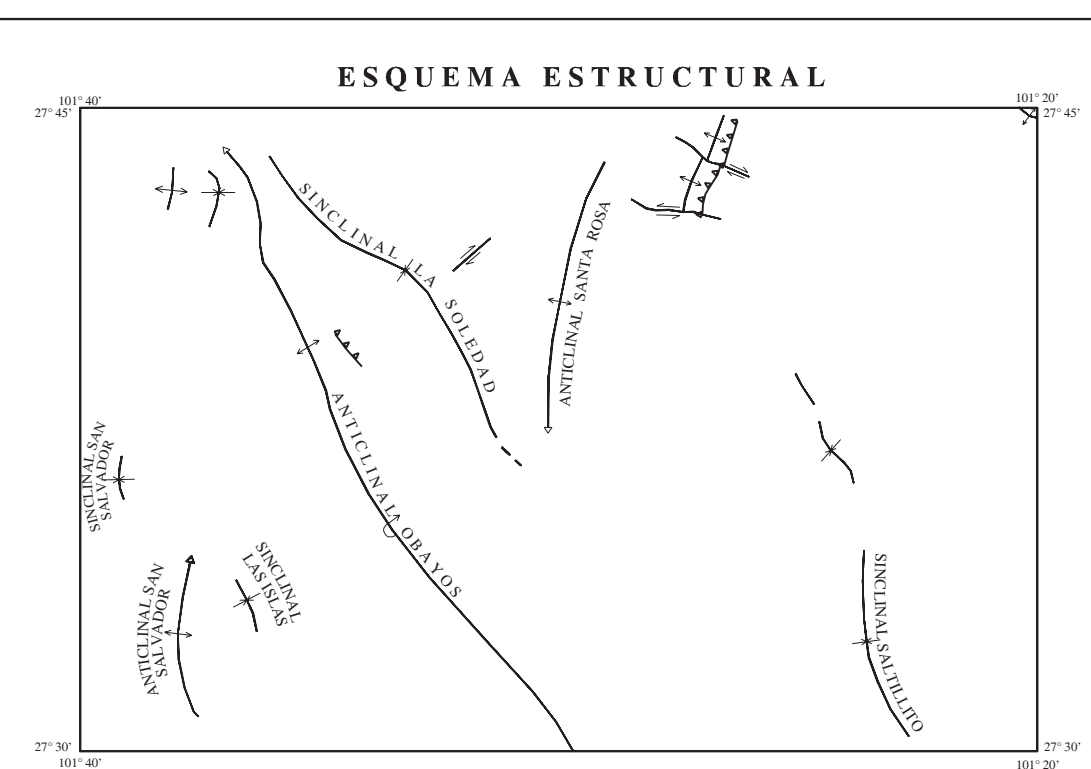 ESQUEMA ESTRUCTURAL
101° 40'
101° 20'
27° 45'
27° 45'
SINCLINAL LA SOLEDAD
ANTICLINAL SANTA ROSA
ANTICLINAL OBAYOS
SINCLINAL SAN
SALVADOR
ANTICLINAL SAN
SALVADOR
SINCLINAL
LAS ISLAS
SINCLINAL SALTILLITO
27° 30'
27° 30'
101° 40'
101° 20'